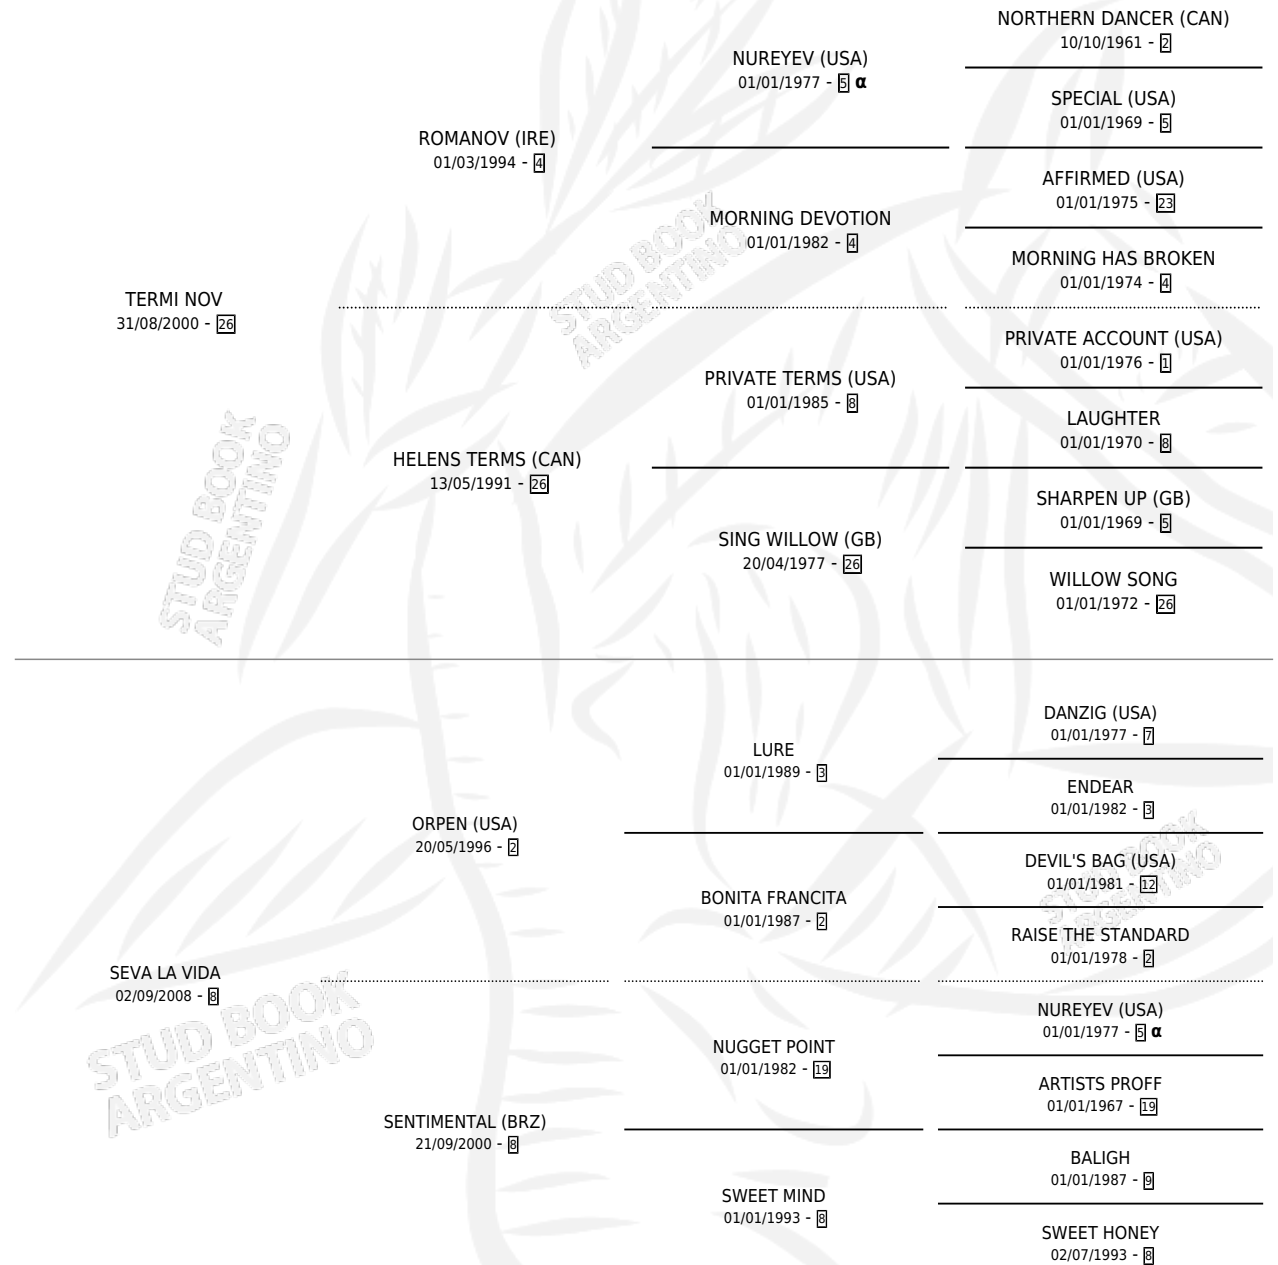 NORTHERN DANCER (CAN)
10/10/1961 - 2
NUREYEV (USA)
01/01/1977 - 5 α
SPECIAL (USA)
01/01/1969 - 5
ROMANOV (IRE)
01/03/1994 - 4
AFFIRMED (USA)
01/01/1975 - 23
MORNING DEVOTION
01/01/1982 - 4
MORNING HAS BROKEN
01/01/1974 - 4
TERMI NOV
31/08/2000 - 26
PRIVATE ACCOUNT (USA)
01/01/1976 - 1
PRIVATE TERMS (USA)
01/01/1985 - 8
LAUGHTER
01/01/1970 - 8
HELENS TERMS (CAN)
13/05/1991 - 26
SHARPEN UP (GB)
01/01/1969 - 5
SING WILLOW (GB)
20/04/1977 - 26
WILLOW SONG
01/01/1972 - 26
STUD BOOK
ARGENTINO
STUD BOOK
ARGENTINO
DANZIG (USA)
01/01/1977 - 7
LURE
01/01/1989 - 3
ENDEAR
01/01/1982 - 3
ORPEN (USA)
20/05/1996 - 2
DEVIL'S BAG (USA)
01/01/1981 - 12
BONITA FRANCITA
01/01/1987 - 2
RAISE THE STANDARD
01/01/1978 - 2
SEVA LA VIDA
02/09/2008 - 8
NUREYEV (USA)
01/01/1977 - 5 α
NUGGET POINT
01/01/1982 - 19
ARTISTS PROFF
01/01/1967 - 19
SENTIMENTAL (BRZ)
21/09/2000 - 8
BALIGH
01/01/1987 - 9
SWEET MIND
01/01/1993 - 8
SWEET HONEY
02/07/1993 - 8
STUD BOOK
ARGENTINO
STUD BOOK
ARGENTINO